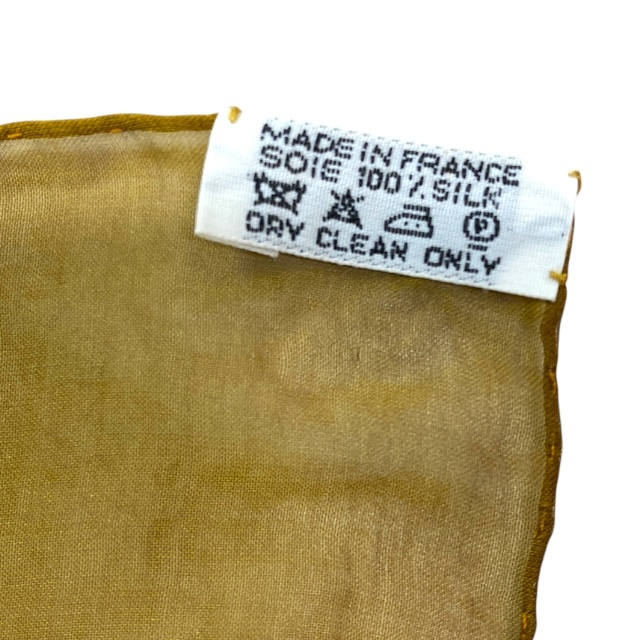 MADE IN FRANCE
SOIE 100% SILK
P
DRY CLEAN ONLY